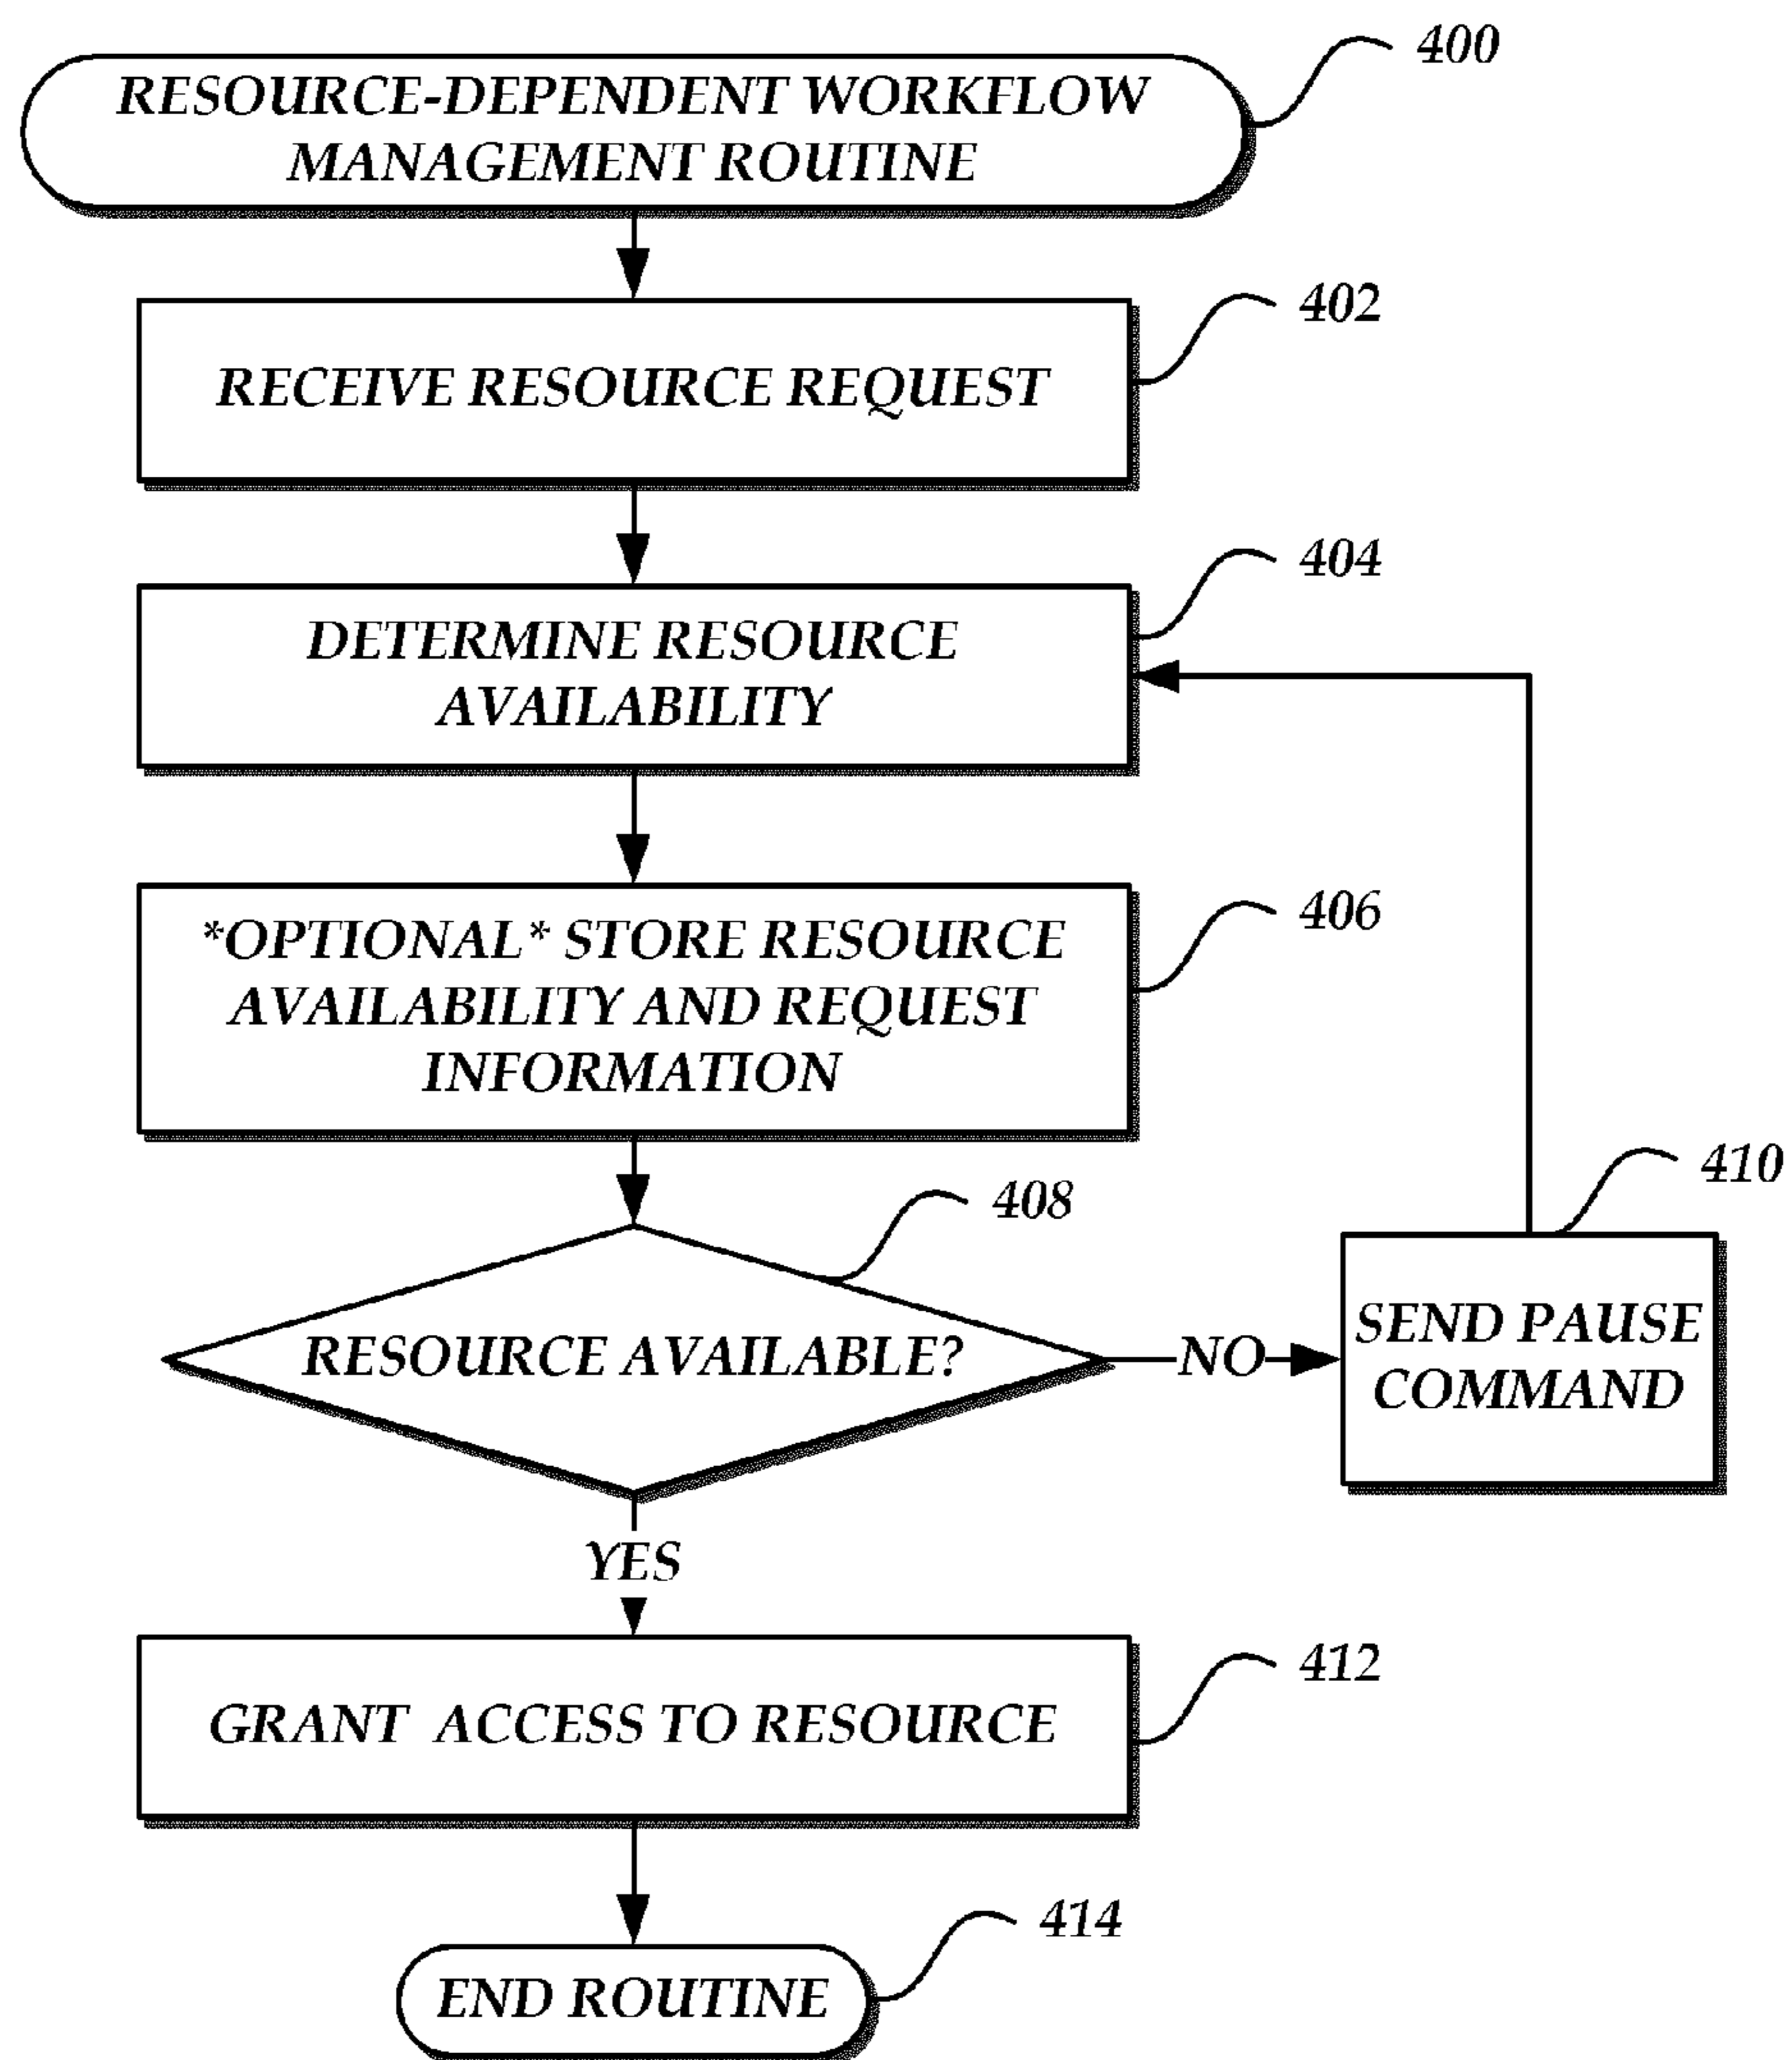 400
RESOURCE-DEPENDENT WORKFLOW
MANAGEMENT ROUTINE
402
RECEIVE RESOURCE REQUEST
404
DETERMINE RESOURCE
AVAILABILITY
406
*OPTIONAL* STORE RESOURCE
AVAILABILITY AND REQUEST
INFORMATION
408
RESOURCE AVAILABLE?
NO
410
SEND PAUSE
COMMAND
YES
412
GRANT ACCESS TO RESOURCE
414
END ROUTINE